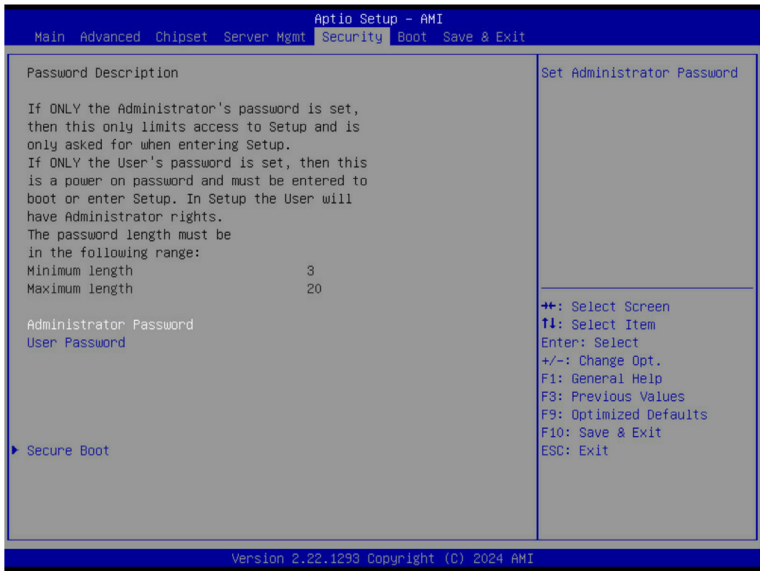 Aptio Setup - AMI
Main Advanced Chipset Server Mgmt Security Boot Save & Exit
Password Description
If ONLY the Administrator's password is set,
then this only limits access to Setup and is
only asked for when entering Setup.
If ONLY the User's password is set, then this
is a power on password and must be entered to
boot or enter Setup. In Setup the User will
have Administrator rights.
The password length must be
in the following range:
Minimum length 3
Maximum length 20
Administrator Password
User Password
Secure Boot
Set Administrator Password
→←: Select Screen
↑↓: Select Item
Enter: Select
+/-: Change Opt.
F1: General Help
F3: Previous Values
F9: Optimized Defaults
F10: Save & Exit
ESC: Exit
Version 2.22.1293 Copyright (C) 2024 AMI